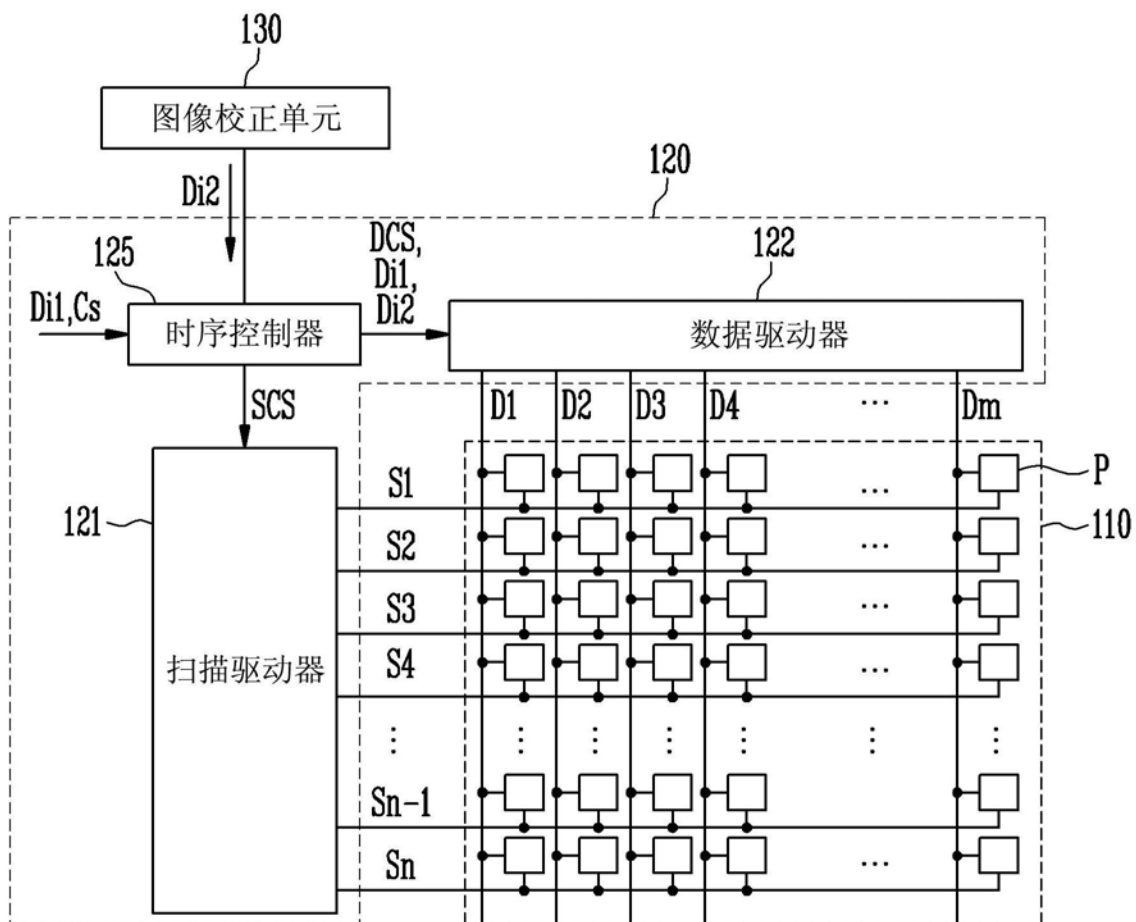 130
图像校正单元
120
Di2
DCS,
Di1,
Di2
122
125
Di1,Cs
时序控制器
数据驱动器
SCS
D1 D2 D3 D4 ··· Dm
S1 ··· P
121
110
S2 ···
S3 ···
扫描驱动器
S4 ···
⋮ ⋮ ⋮ ⋮ ⋮ ⋮ ⋮
Sn-1 ···
Sn ···